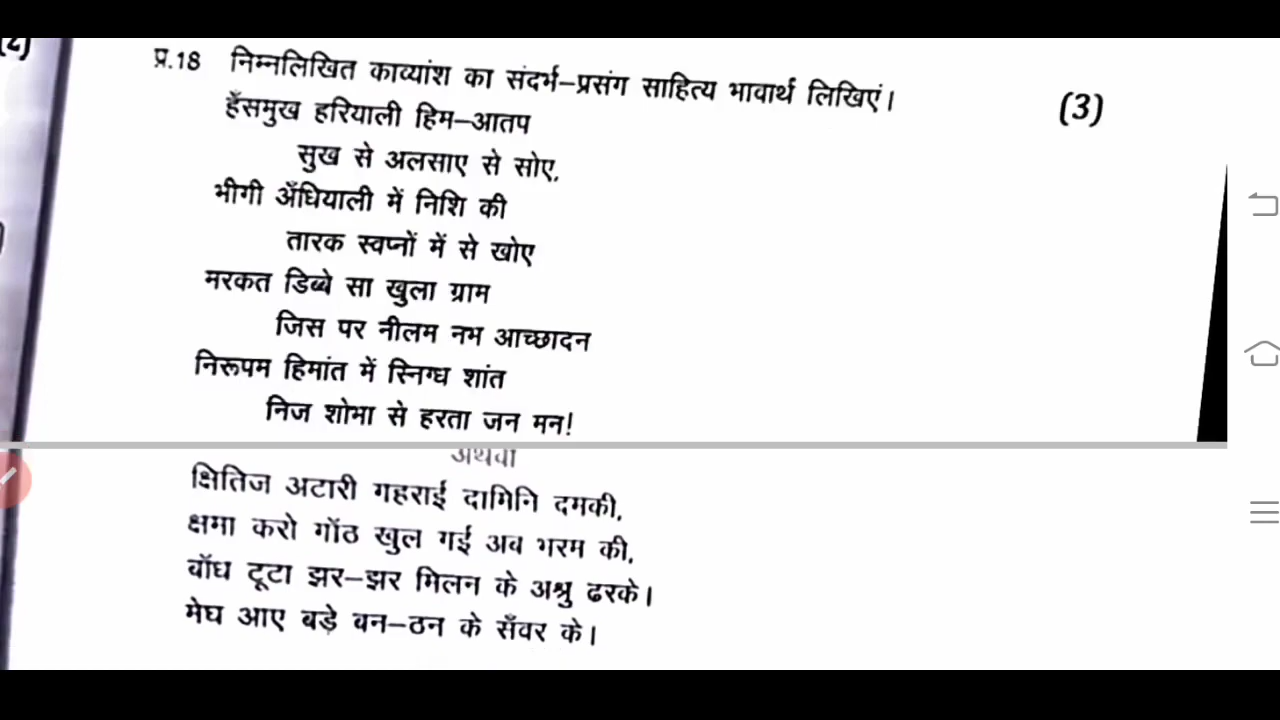 प्र.18 निम्नलिखित काव्यांश का संदर्भ–प्रसंग साहित्य भावार्थ लिखिएं। (3)
हँसमुख हरियाली हिम–आतप
सुख से अलसाए से सोए,
भीगी अँधियाली में निशि की
तारक स्वप्नों में से खोए
मरकत डिब्बे सा खुला ग्राम
जिस पर नीलम नभ आच्छादन
निरूपम हिमांत में स्निग्ध शांत
निज शोभा से हरता जन मन!
अथवा
क्षितिज अटारी गहराई दामिनि दमकी,
क्षमा करो गाँठ खुल गई अब भरम की,
बाँध टूटा झर–झर मिलन के अश्रु ढरके।
मेघ आए बड़े बन–ठन के सँवर के।